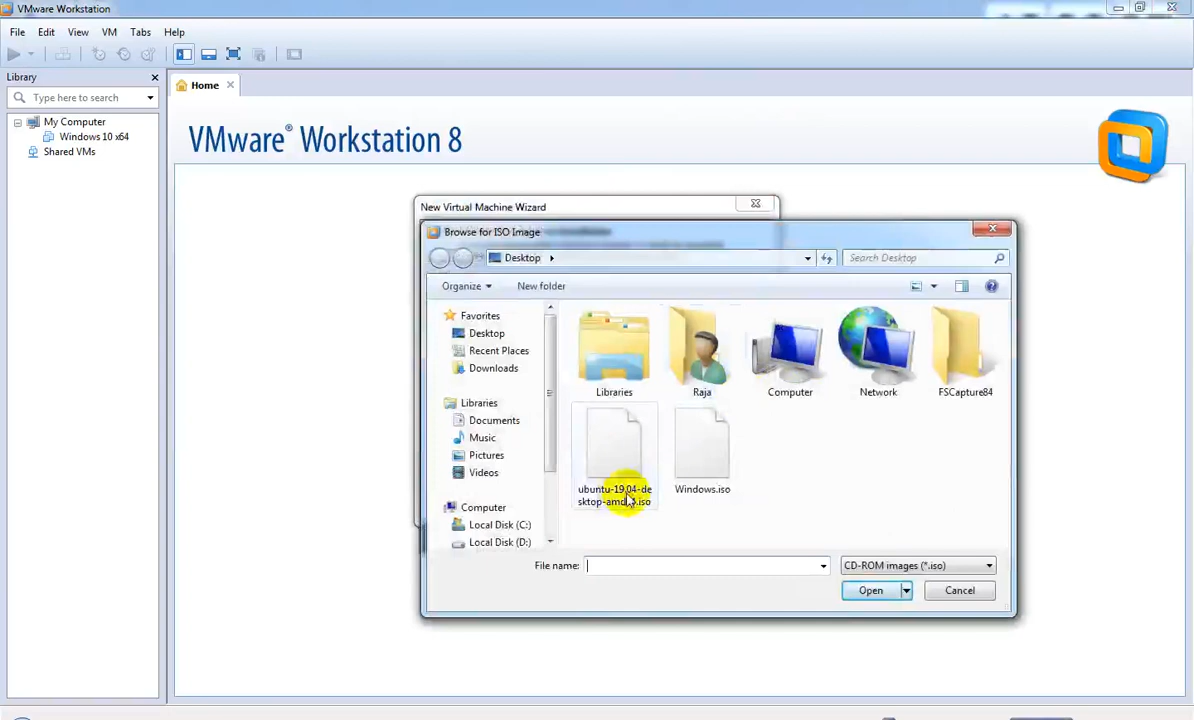 VMware Workstation
File Edit View VM Tabs Help
Library
Home
Type here to search
My Computer
Windows 10 x64
Shared VMs
VMware® Workstation 8
New Virtual Machine Wizard
Browse for ISO Image
Desktop
Search Desktop
Organize New folder
Favorites
Desktop
Recent Places
Downloads
Libraries
Documents
Music
Pictures
Videos
Computer
Local Disk (C:)
Local Disk (D:)
Libraries Raja Computer Network FSCapture84
ubuntu-19.04-de
Windows.iso
File name:
CD-ROM images (*.iso)
Open Cancel